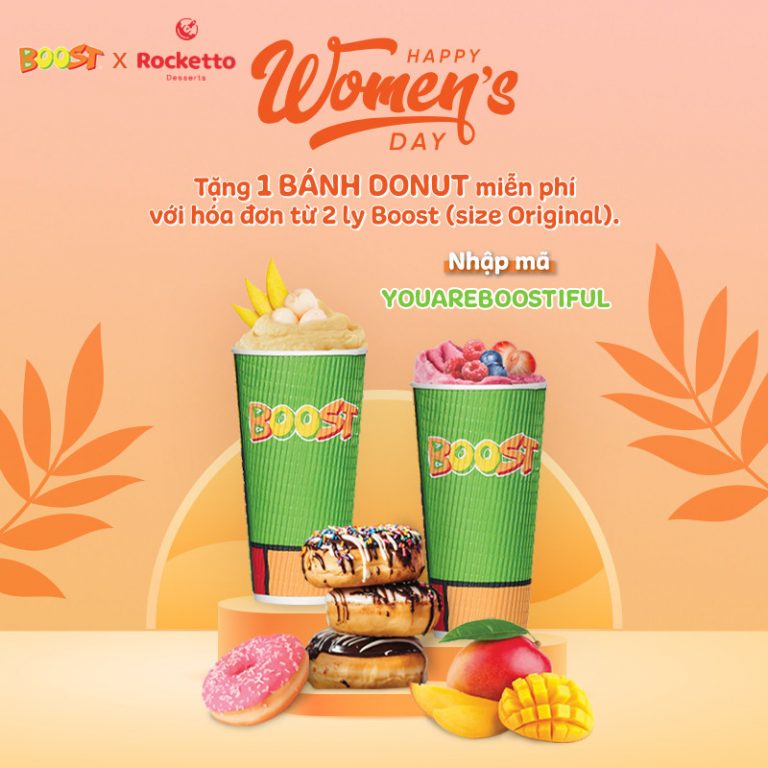 BOOST X Rocketto
Desserts
HAPPY
Women's
DAY
Tặng 1 BÁNH DONUT miễn phí
với hóa đơn từ 2 ly Boost (size Original).
Nhập mã
YOUAREBOOSTIFUL
BOOST
BOOST